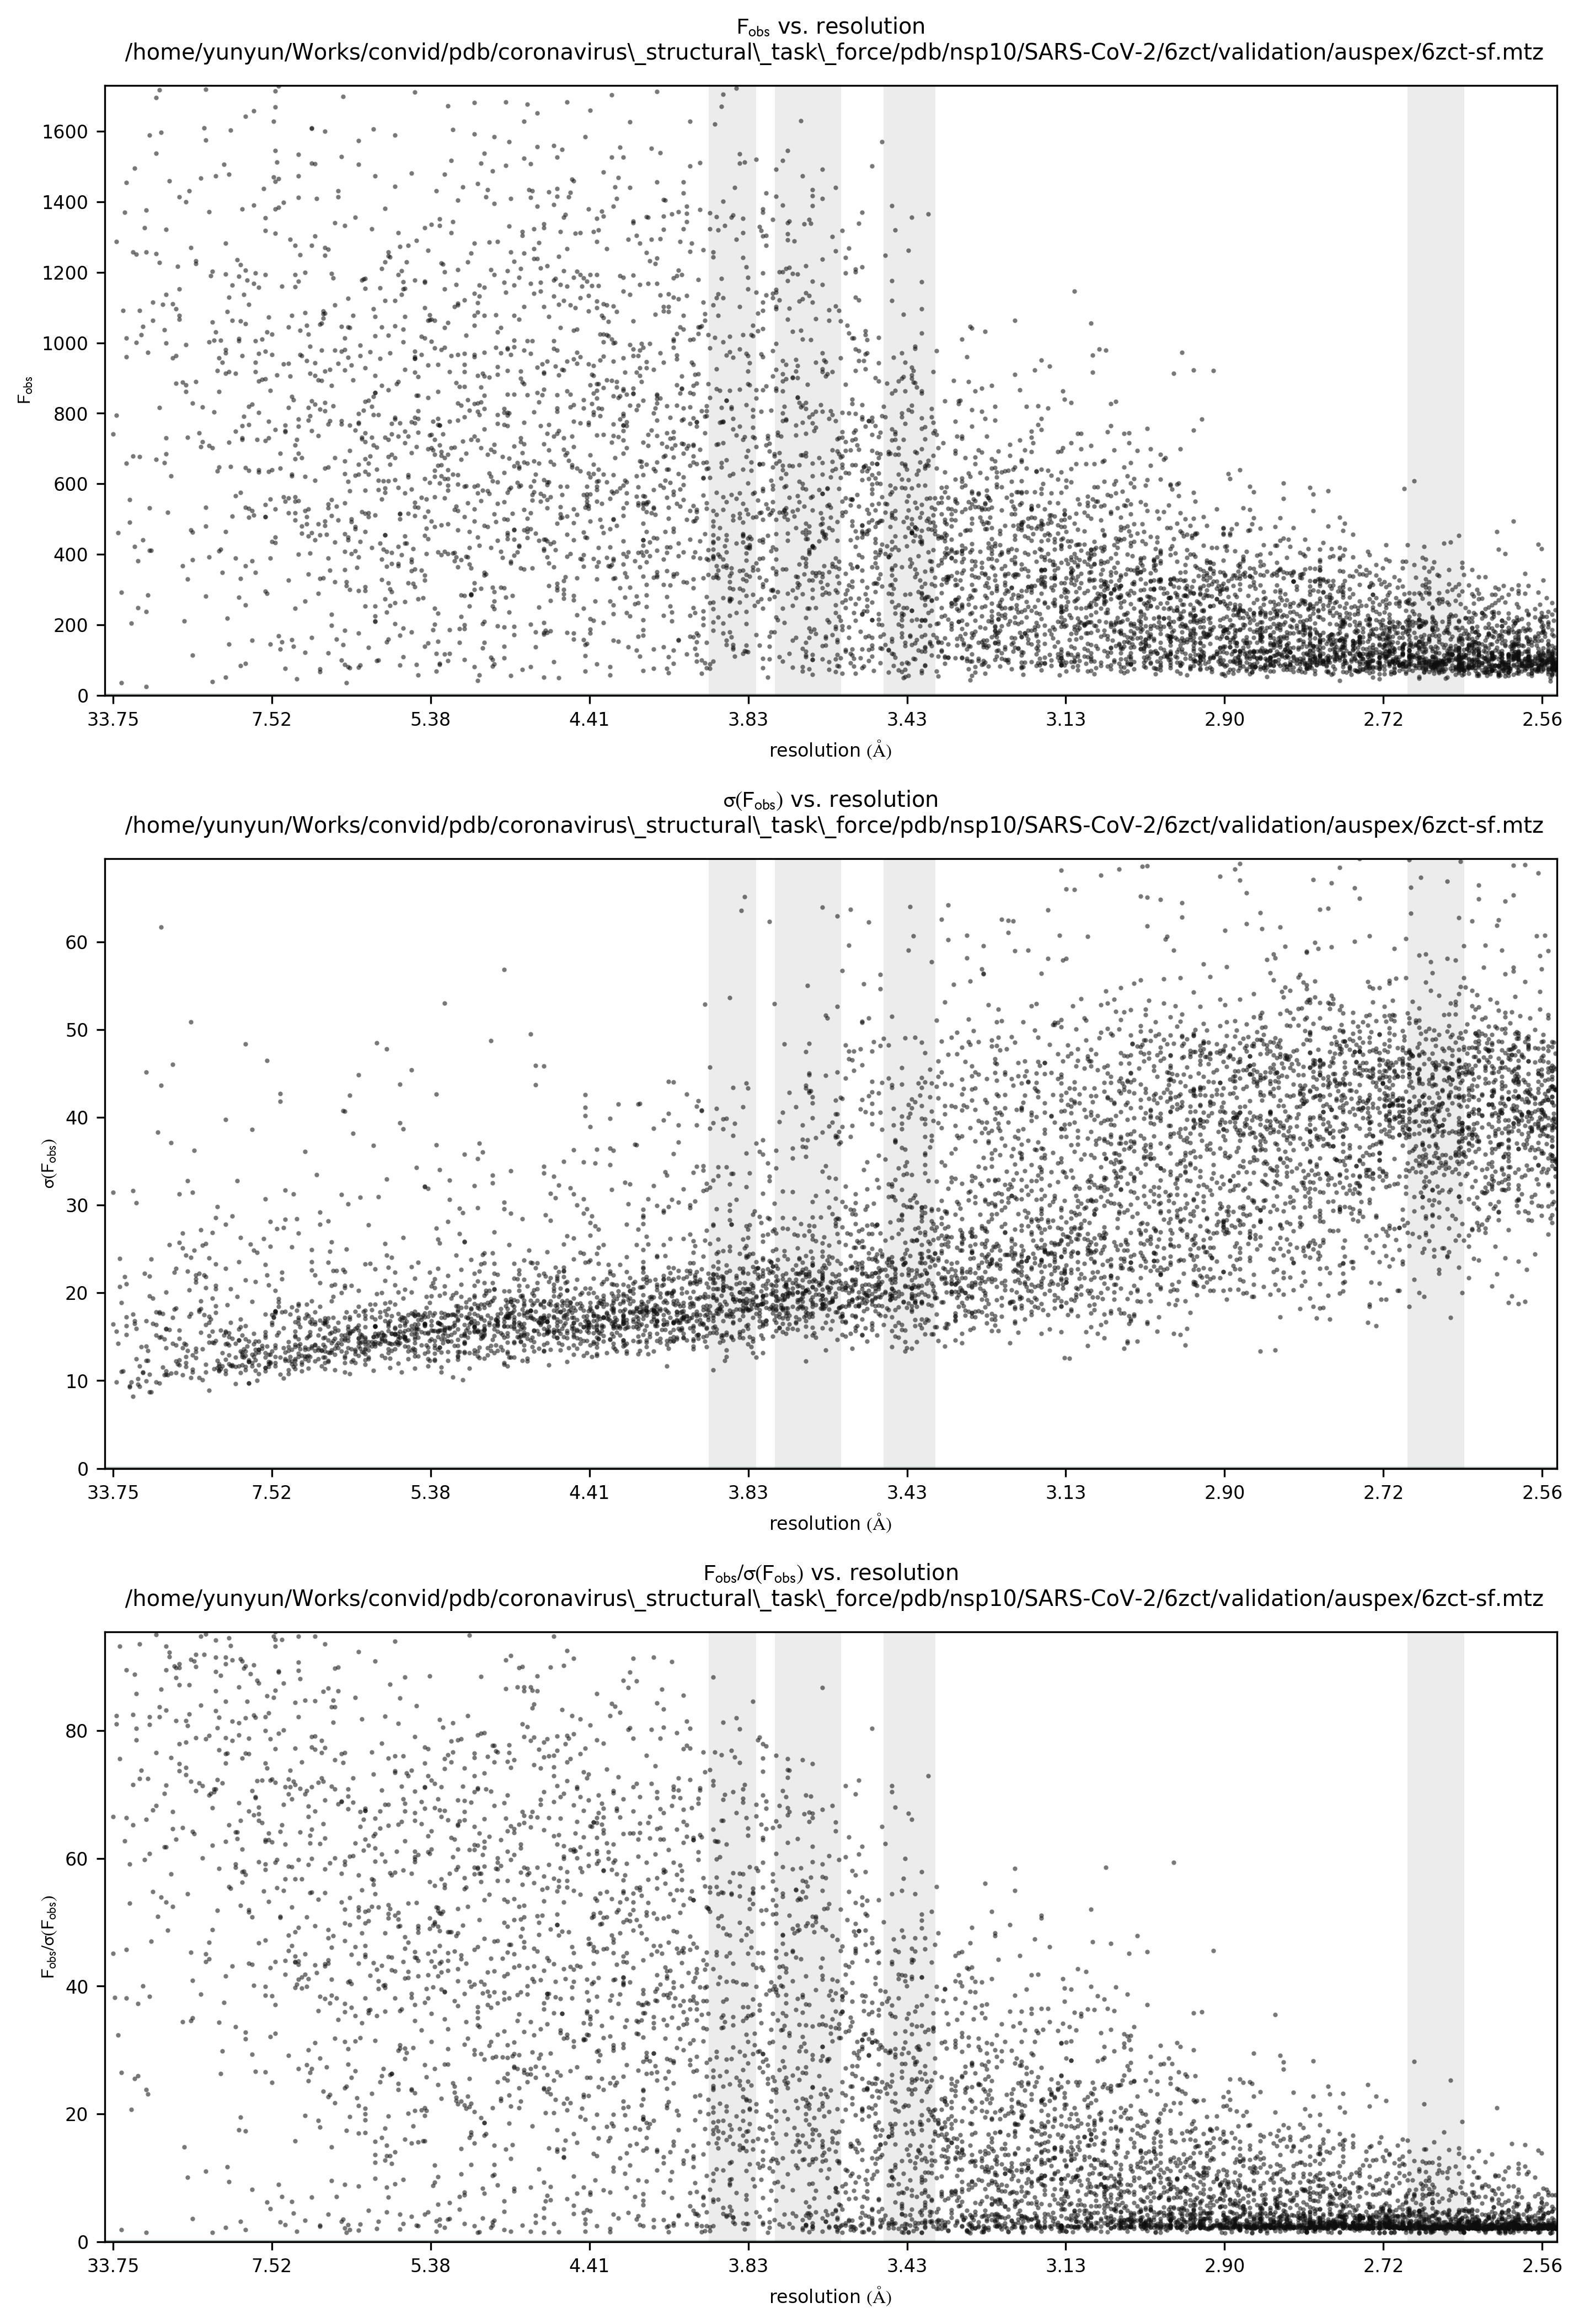 Fobs vs. resolution
/home/yunyun/Works/convid/pdb/coronavirus\_structural\_task\_force/pdb/nsp10/SARS-CoV-2/6zct/validation/auspex/6zct-sf.mtz
1600
1400
1200
1000
800
600
400
200
0
Fobs
33.75 7.52 5.38 4.41 3.83 3.43 3.13 2.90 2.72 2.56
resolution (Å)
σ(Fobs) vs. resolution
/home/yunyun/Works/convid/pdb/coronavirus\_structural\_task\_force/pdb/nsp10/SARS-CoV-2/6zct/validation/auspex/6zct-sf.mtz
60
50
40
30
20
10
0
σ(Fobs)
33.75 7.52 5.38 4.41 3.83 3.43 3.13 2.90 2.72 2.56
resolution (Å)
Fobs/σ(Fobs) vs. resolution
/home/yunyun/Works/convid/pdb/coronavirus\_structural\_task\_force/pdb/nsp10/SARS-CoV-2/6zct/validation/auspex/6zct-sf.mtz
80
60
40
20
0
Fobs/σ(Fobs)
33.75 7.52 5.38 4.41 3.83 3.43 3.13 2.90 2.72 2.56
resolution (Å)